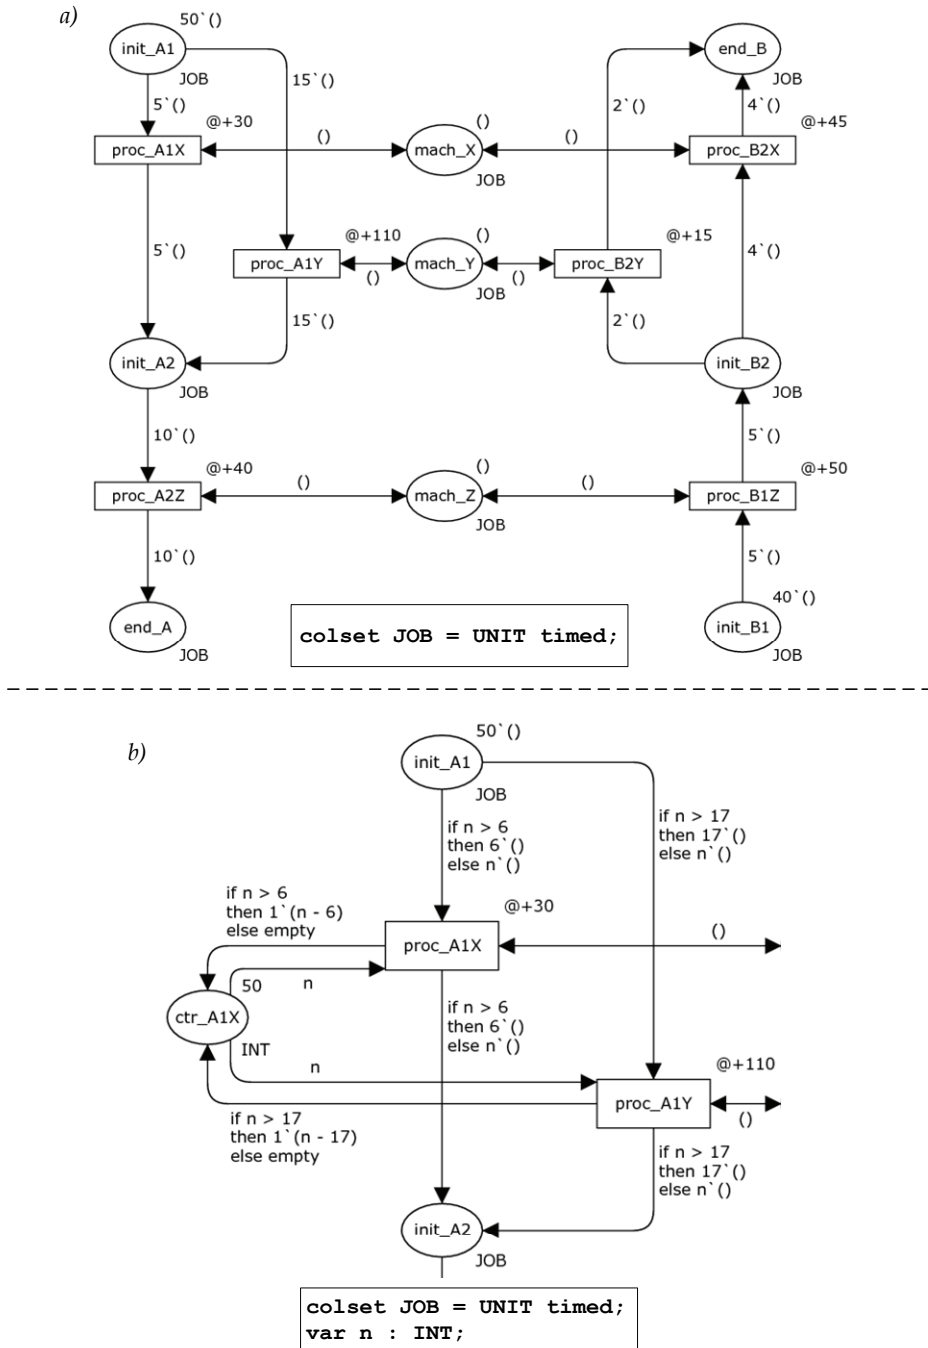 a)
50`()
init_A1
JOB
end_B
JOB
15`()
5`()
2`()
4`()
@+30
proc_A1X
()
()
mach_X
JOB
()
@+45
proc_B2X
5`()
@+110
proc_A1Y
()
()
mach_Y
JOB
()
@+15
proc_B2Y
4`()
15`()
2`()
init_A2
JOB
init_B2
JOB
10`()
5`()
@+40
proc_A2Z
()
()
mach_Z
JOB
()
@+50
proc_B1Z
10`()
5`()
end_A
JOB
colset JOB = UNIT timed;
40`()
init_B1
JOB
b)
50`()
init_A1
JOB
if n > 6
then 6`()
else n`()
if n > 17
then 17`()
else n`()
if n > 6
then 1`(n - 6)
else empty
@+30
proc_A1X
()
50
n
ctr_A1X
INT
if n > 6
then 6`()
else n`()
n
@+110
proc_A1Y
()
if n > 17
then 1`(n - 17)
else empty
if n > 17
then 17`()
else n`()
init_A2
JOB
colset JOB = UNIT timed;
var n : INT;